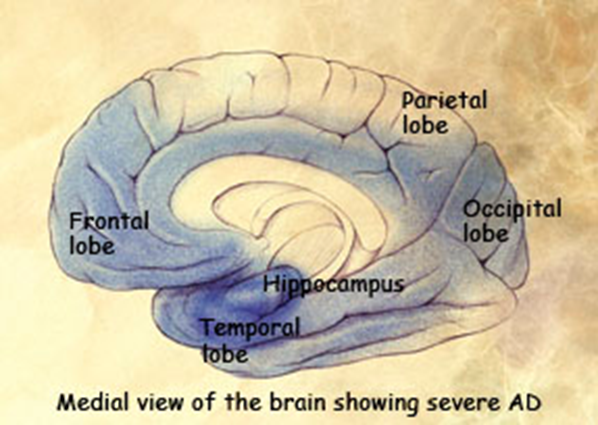 Parietal
lobe
Frontal
lobe
Occipital
lobe
Hippocampus
Temporal
lobe
Medial view of the brain showing severe AD